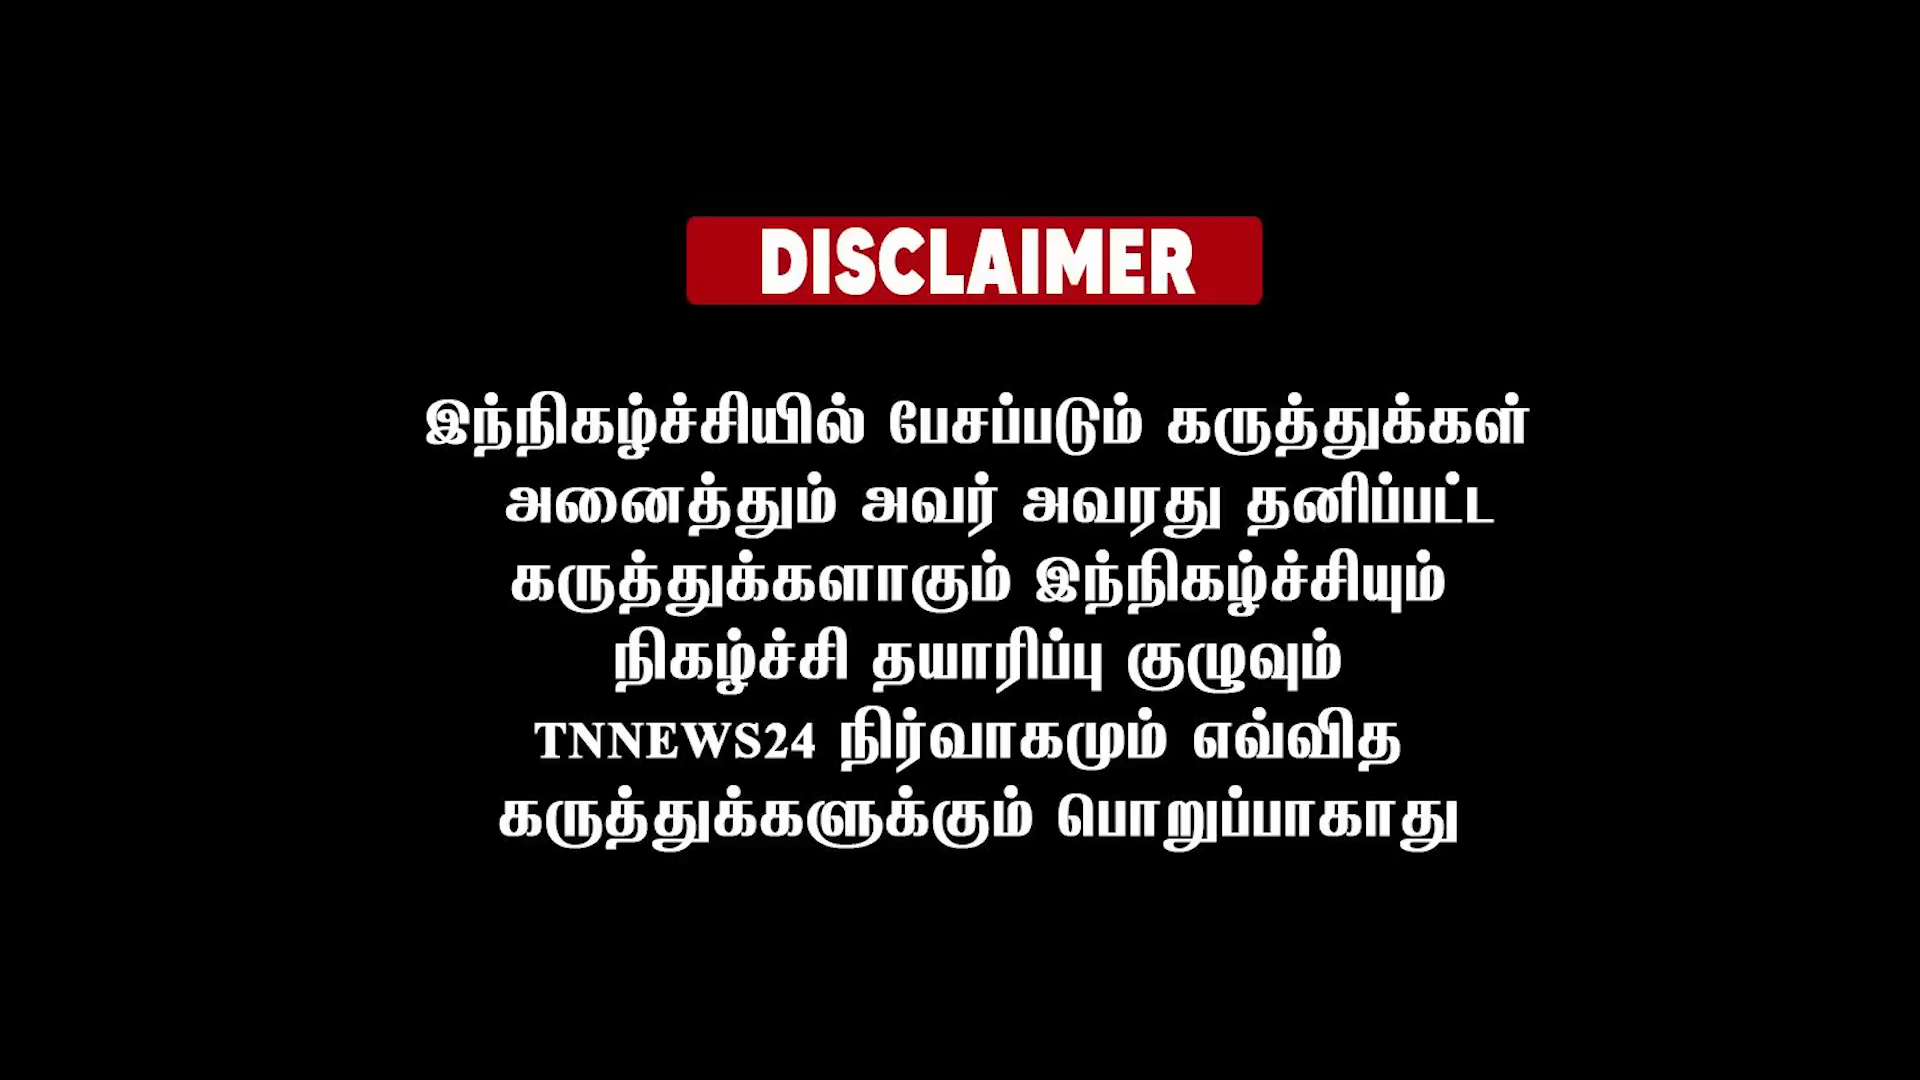 DISCLAIMER
இந்நிகழ்ச்சியில் பேசப்படும் கருத்துக்கள்
அனைத்தும் அவர் அவரது தனிப்பட்ட
கருத்துக்களாகும் இந்நிகழ்ச்சியும்
நிகழ்ச்சி தயாரிப்பு குழுவும்
TNNEWS24 நிர்வாகமும் எவ்வித
கருத்துக்களுக்கும் பொறுப்பாகாது